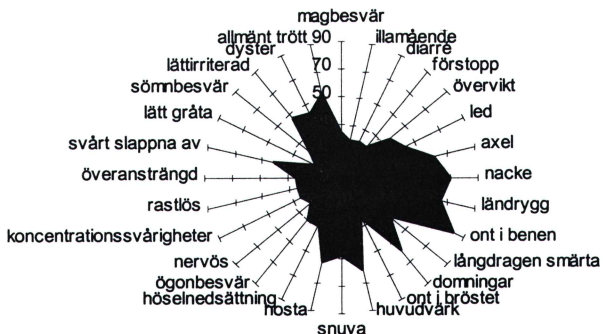 magbesvär
allmänt trött 90 illamående
dyster diarré
70
lättirriterad förstopp
sömnbesvär 50 övervikt
lätt gråta led
svårt slappna av axel
överansträngd nacke
rastlös ländrygg
koncentrationssvårigheter ont i benen
nervös långdragen smärta
ögonbesvär domningar
höselnedsättning ont i bröstet
hosta huvudvärk
snuva